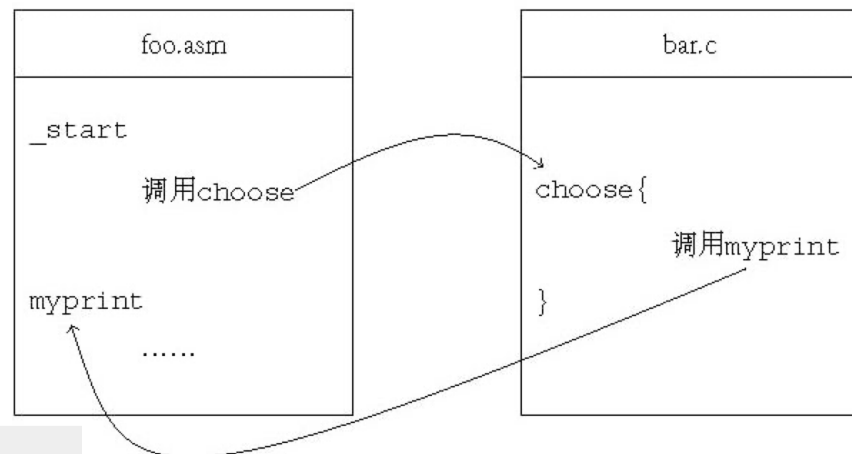 foo.asm
_start
调用choose
myprint
......
bar.c
choose{
调用myprint
}